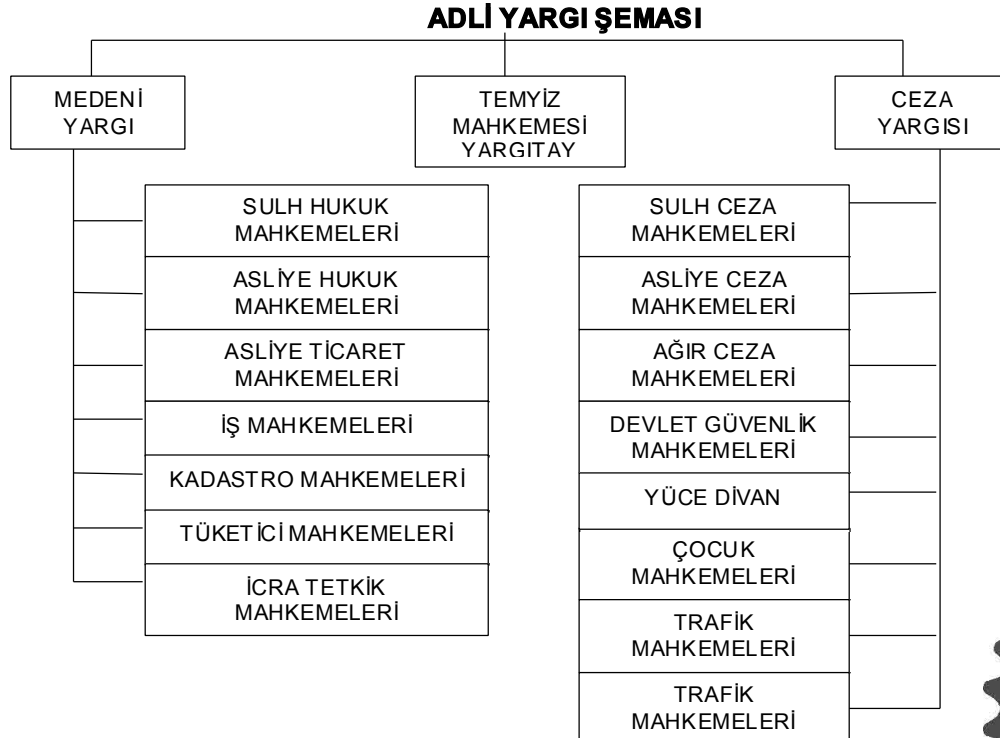 ADLİ YARGI ŞEMASI
MEDENİ
YARGI
TEMYİZ
MAHKEMESİ
YARGITAY
CEZA
YARGISI
SULH HUKUK
MAHKEMELERİ
ASLİYE HUKUK
MAHKEMELERİ
ASLİYE TİCARET
MAHKEMELERİ
İŞ MAHKEMELERİ
KADASTRO MAHKEMELERİ
TÜKETİCİ MAHKEMELERİ
İCRA TETKİK
MAHKEMELERİ
SULH CEZA
MAHKEMELERİ
ASLİYE CEZA
MAHKEMELERİ
AĞIR CEZA
MAHKEMELERİ
DEVLET GÜVENLİK
MAHKEMELERİ
YÜCE DİVAN
ÇOCUK
MAHKEMELERİ
TRAFİK
MAHKEMELERİ
TRAFİK
MAHKEMELERİ